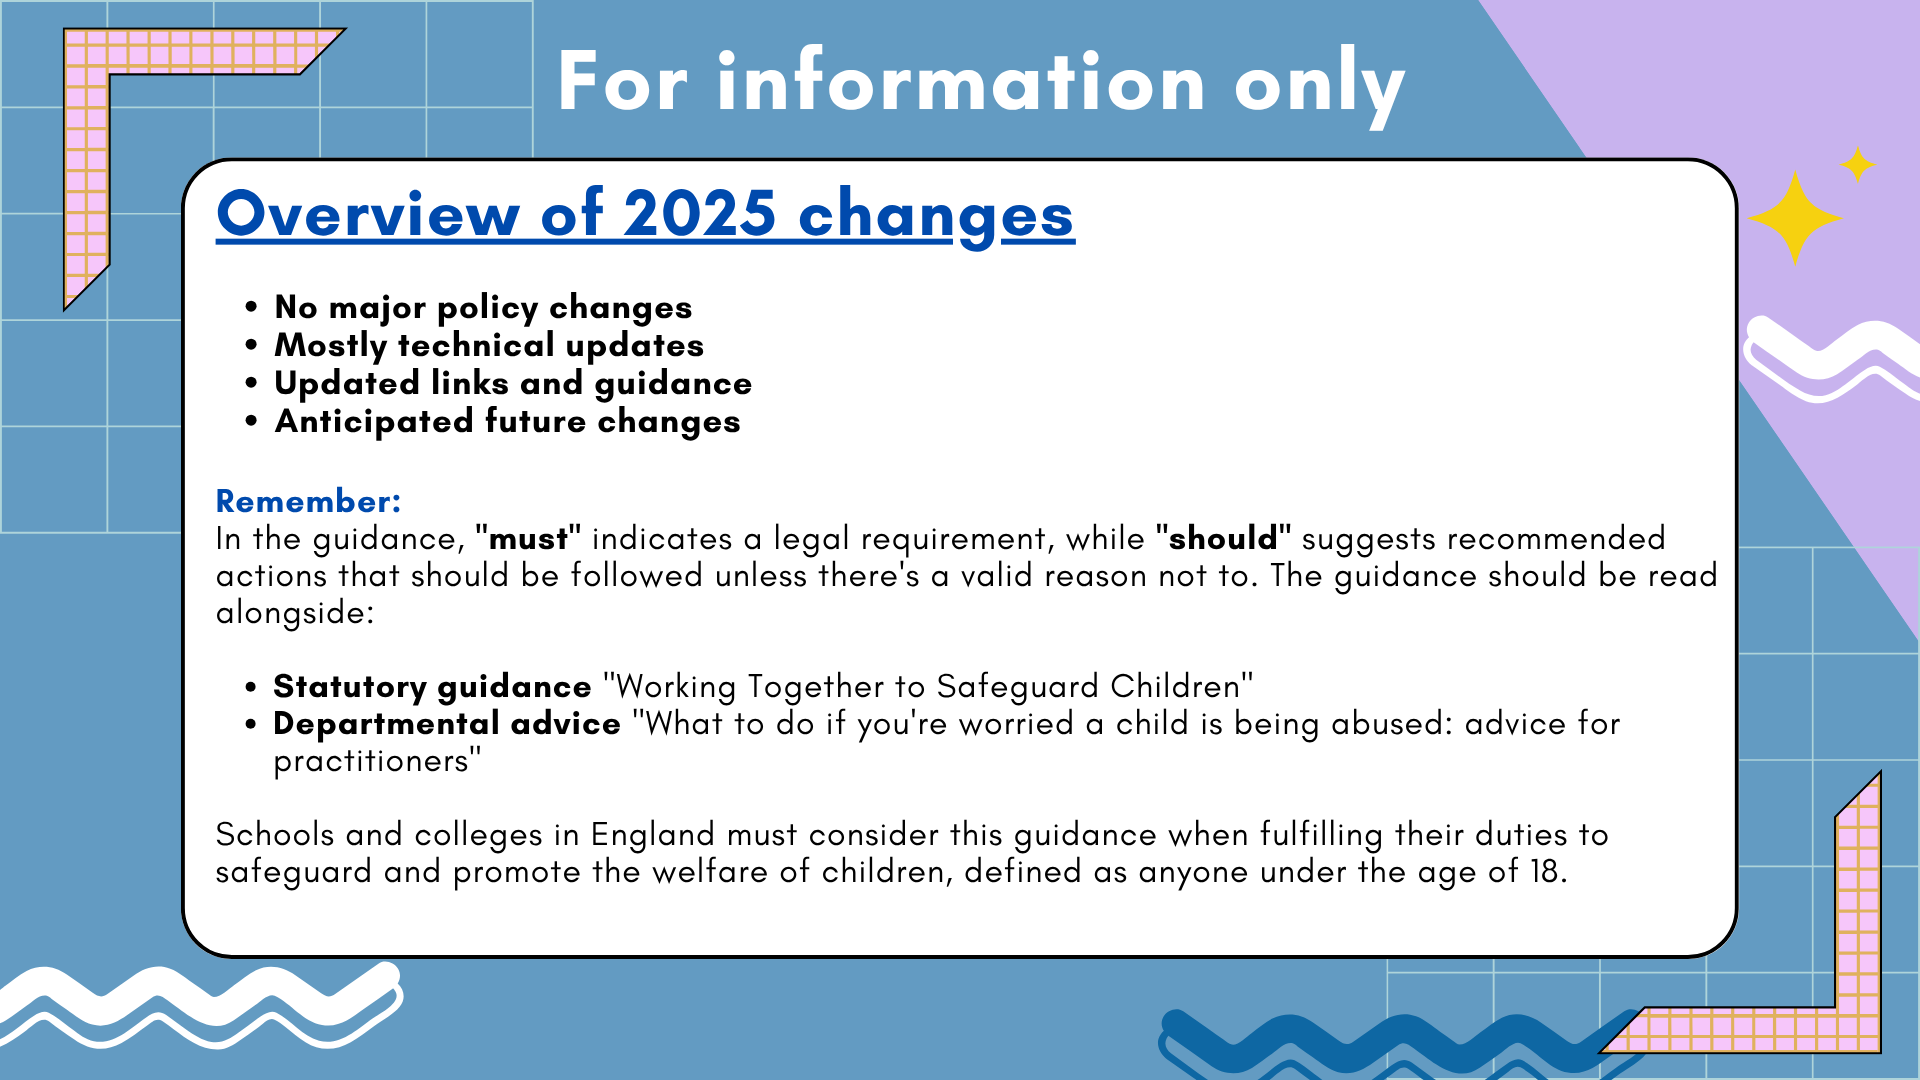 For information only
Overview of 2025 changes
• No major policy changes
• Mostly technical updates
• Updated links and guidance
• Anticipated future changes
Remember:
In the guidance, "must" indicates a legal requirement, while "should" suggests recommended
actions that should be followed unless there's a valid reason not to. The guidance should be read
alongside:
• Statutory guidance "Working Together to Safeguard Children"
• Departmental advice "What to do if you're worried a child is being abused: advice for
practitioners"
Schools and colleges in England must consider this guidance when fulfilling their duties to
safeguard and promote the welfare of children, defined as anyone under the age of 18.